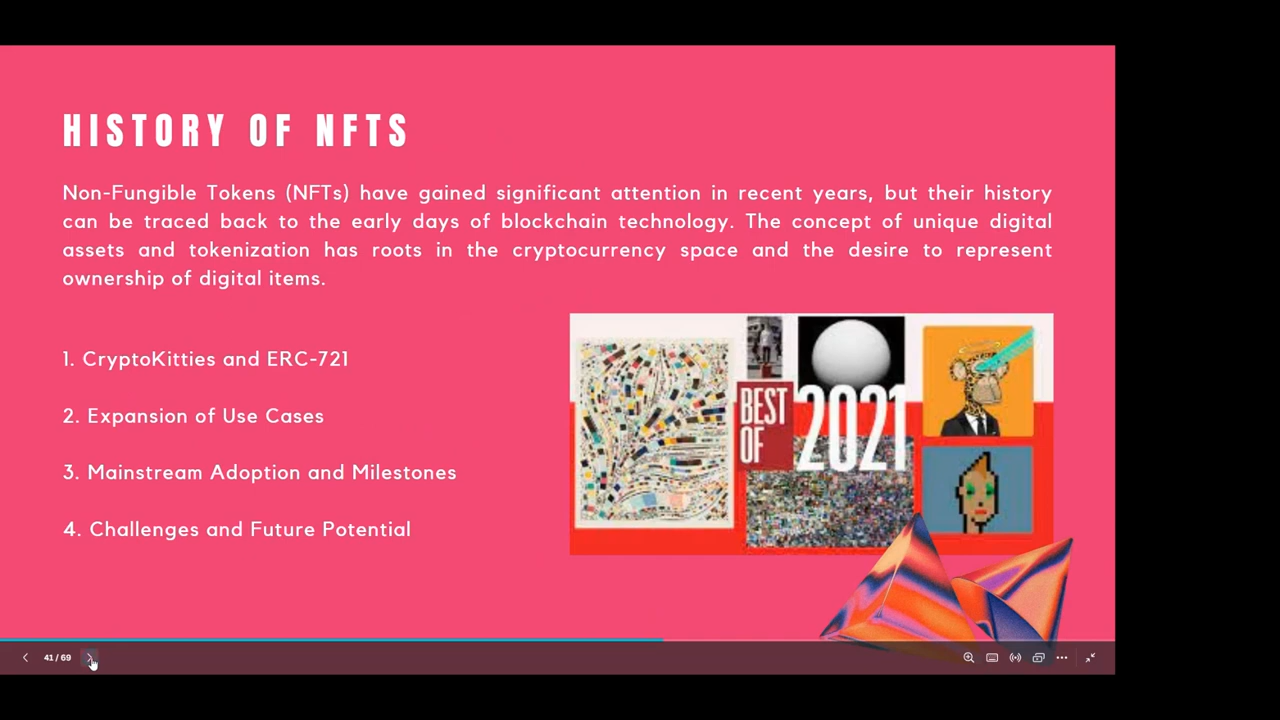 HISTORY OF NFTS
Non-Fungible Tokens (NFTs) have gained significant attention in recent years, but their history
can be traced back to the early days of blockchain technology. The concept of unique digital
assets and tokenization has roots in the cryptocurrency space and the desire to represent
ownership of digital items.
1. CryptoKitties and ERC-721
2. Expansion of Use Cases
3. Mainstream Adoption and Milestones
4. Challenges and Future Potential
BEST
OF
2021
41 / 69